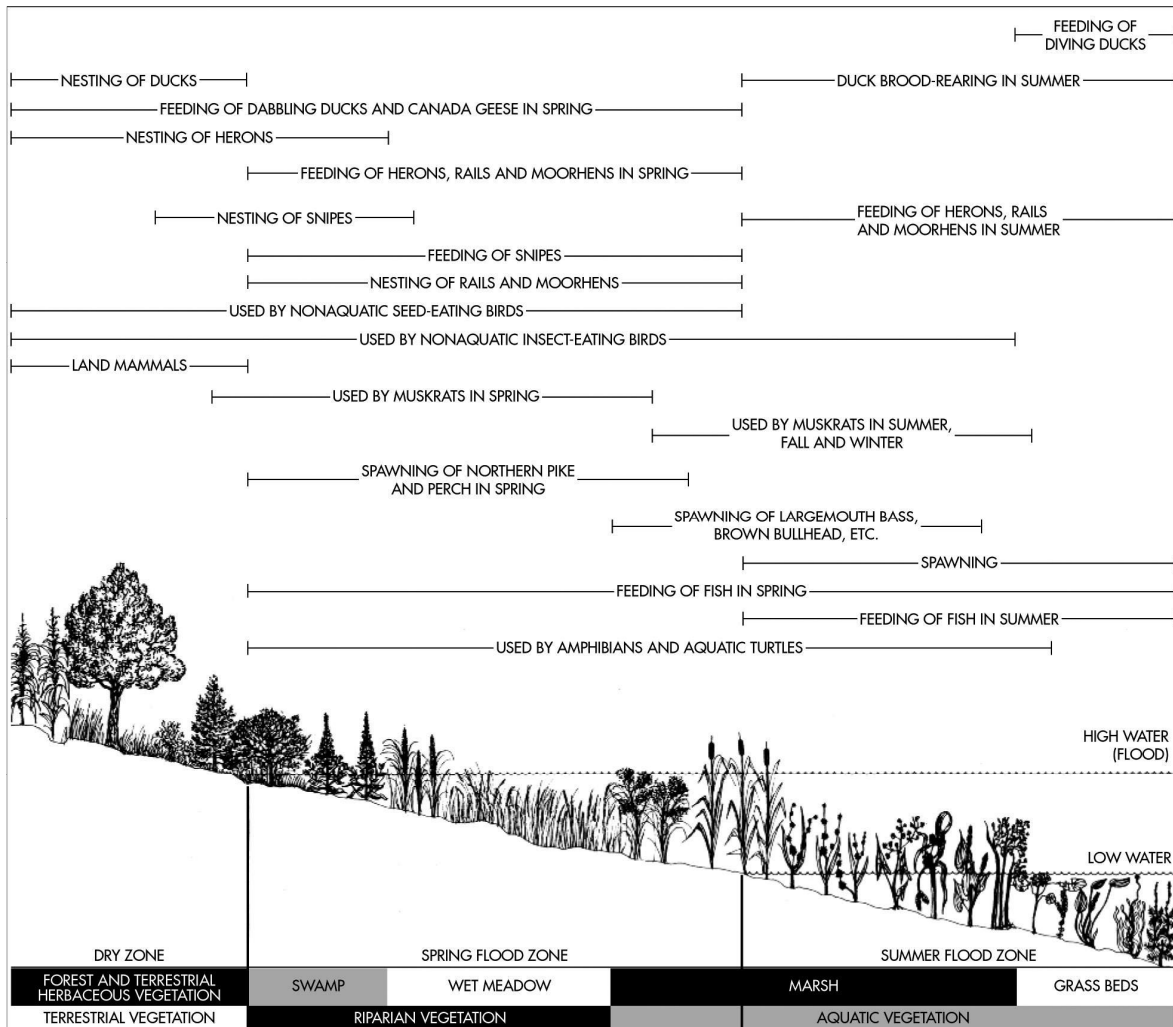 FEEDING OF
DIVING DUCKS
NESTING OF DUCKS
DUCK BROOD-REARING IN SUMMER
FEEDING OF DABBLING DUCKS AND CANADA GEESE IN SPRING
NESTING OF HERONS
FEEDING OF HERONS, RAILS AND MOORHENS IN SPRING
NESTING OF SNIPES
FEEDING OF HERONS, RAILS
AND MOORHENS IN SUMMER
FEEDING OF SNIPES
NESTING OF RAILS AND MOORHENS
USED BY NONAQUATIC SEED-EATING BIRDS
USED BY NONAQUATIC INSECT-EATING BIRDS
LAND MAMMALS
USED BY MUSKRATS IN SPRING
USED BY MUSKRATS IN SUMMER,
FALL AND WINTER
SPAWNING OF NORTHERN PIKE
AND PERCH IN SPRING
SPAWNING OF LARGEMOUTH BASS,
BROWN BULLHEAD, ETC.
SPAWNING
FEEDING OF FISH IN SPRING
FEEDING OF FISH IN SUMMER
USED BY AMPHIBIANS AND AQUATIC TURTLES
HIGH WATER
(FLOOD)
LOW WATER
DRY ZONE
SPRING FLOOD ZONE
SUMMER FLOOD ZONE
FOREST AND TERRESTRIAL
HERBACEOUS VEGETATION
SWAMP
WET MEADOW
MARSH
GRASS BEDS
TERRESTRIAL VEGETATION
RIPARIAN VEGETATION
AQUATIC VEGETATION